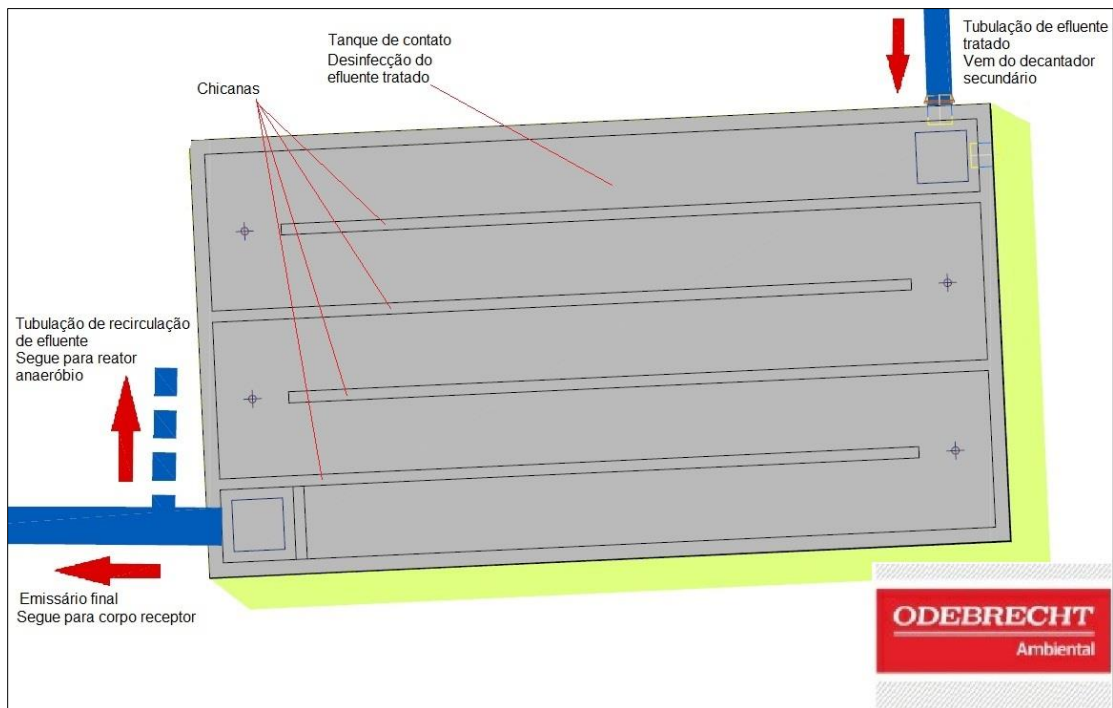 Tubulação de efluente
tratado
Vem do decantador
secundário
Tanque de contato
Desinfecção do
efluente tratado
Chicanas
Tubulação de recirculação
de efluente
Segue para reator
anaeróbio
Emissário final
Segue para corpo receptor
ODEBRECHT
Ambiental